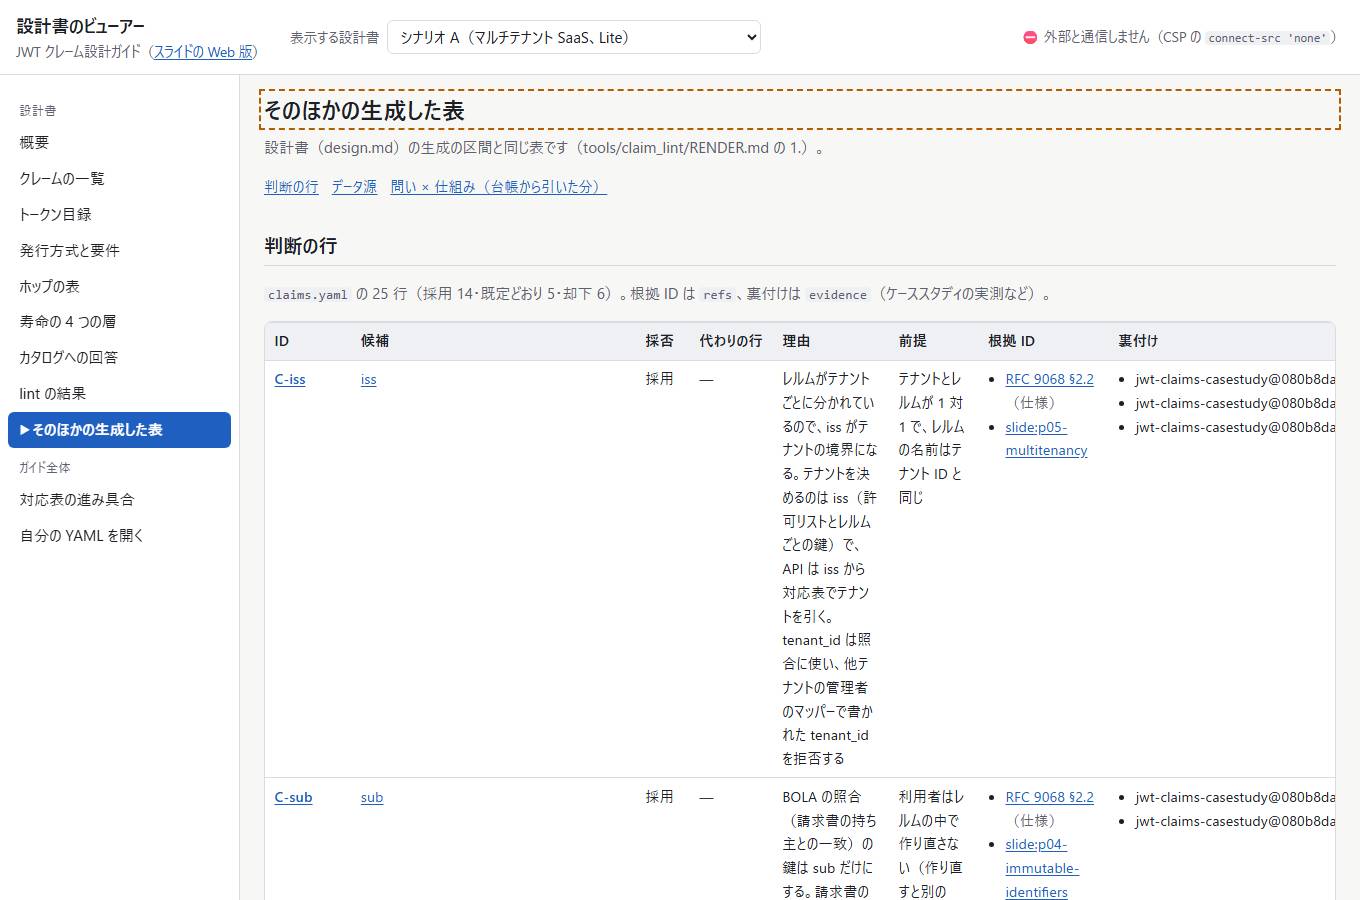 設計書のビューアー
JWT クレーム設計ガイド（スライドの Web 版）
表示する設計書
シナリオ A（マルチテナント SaaS、Lite）
外部と通信しません（CSP の connect-src 'none'）
設計書
概要
クレームの一覧
トークン目録
発行方式と要件
ホップの表
寿命の 4 つの層
カタログへの回答
lint の結果
▶ そのほかの生成した表
ガイド全体
対応表の進み具合
自分の YAML を開く
そのほかの生成した表
設計書（design.md）の生成の区間と同じ表です（tools/claim_lint/RENDER.md の 1.）。
判断の行 データ源 問い × 仕組み（台帳から引いた分）
判断の行
claims.yaml の 25 行（採用 14・既定どおり 5・却下 6）。根拠 ID は refs、裏付けは evidence（ケーススタディの実測など）。
ID 候補 採否 代わりの行 理由 前提 根拠 ID 裏付け
C-iss
iss
採用
—
レルムがテナント
ごとに分かれてい
るので、iss がテ
ナントの境界にな
る。テナントを決
めるのは iss（許
可リストとレルム
ごとの鍵）で、
API は iss から
対応表でテナン
トを引く。
tenant_id は照
合に使い、他テ
ナントの管理者
のマッパーで書か
れた tenant_id
を拒否する
テナントとレ
ルムが 1 対
1 で、レルム
の名前はテ
ナント ID と
同じ
RFC 9068 §2.2
（仕様）
slide:p05-
multitenancy
jwt-claims-casestudy@080b8da
jwt-claims-casestudy@080b8da
jwt-claims-casestudy@080b8da
C-sub
sub
採用
—
BOLA の照合
（請求書の持ち
主との一致）の
鍵は sub だけに
する。請求書の
利用者はレ
ルムの中で
作り直さな
い（作り直
すと別の
RFC 9068 §2.2
（仕様）
slide:p04-
immutable-
identifiers
jwt-claims-casestudy@080b8da
jwt-claims-casestudy@080b8da